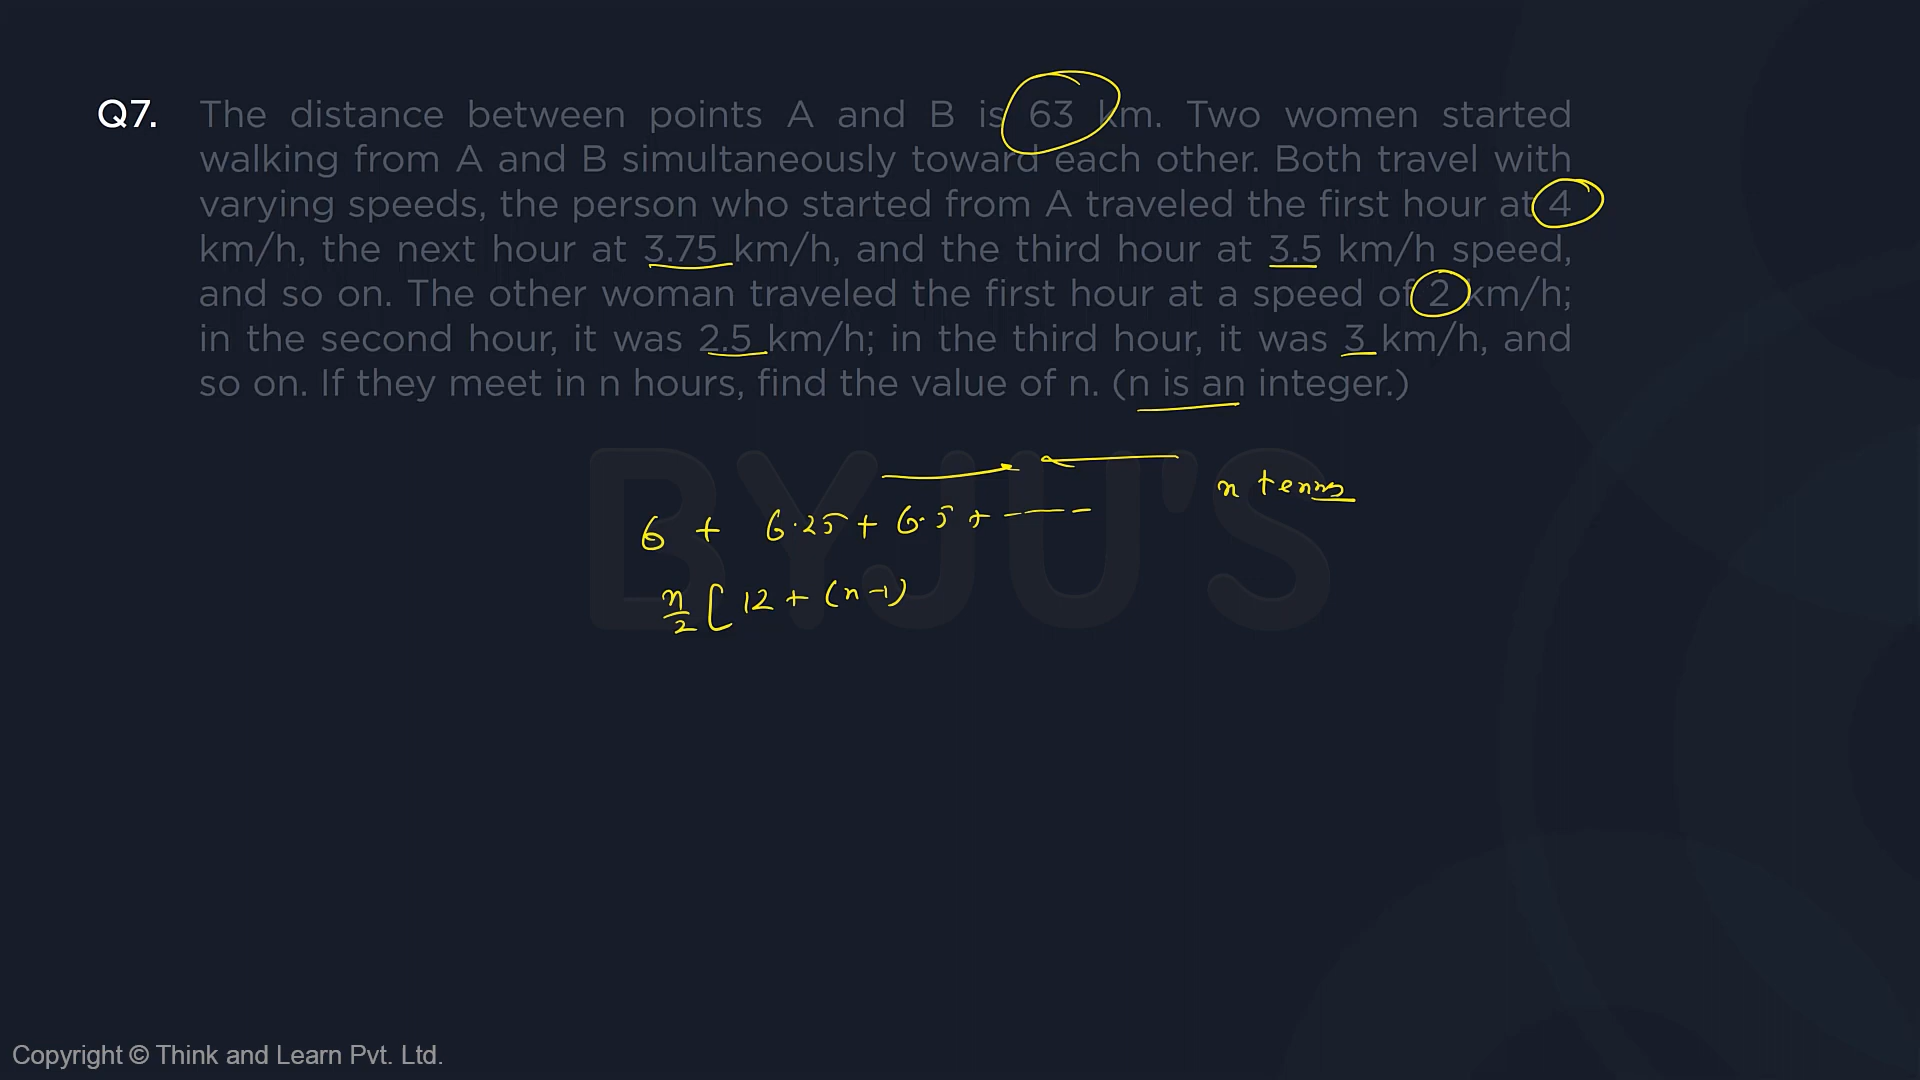 Q7. The distance between points A and B is 63 km. Two women started
walking from A and B simultaneously toward each other. Both travel with
varying speeds, the person who started from A traveled the first hour at 4
km/h, the next hour at 3.75 km/h, and the third hour at 3.5 km/h speed,
and so on. The other woman traveled the first hour at a speed of 2 km/h;
in the second hour, it was 2.5 km/h; in the third hour, it was 3 km/h, and
so on. If they meet in n hours, find the value of n. (n is an integer.)
BYJU'S
n terms
6 + 6.25 + 6.5 + ----
n/2 [ 12 + (n-1)
Copyright © Think and Learn Pvt. Ltd.